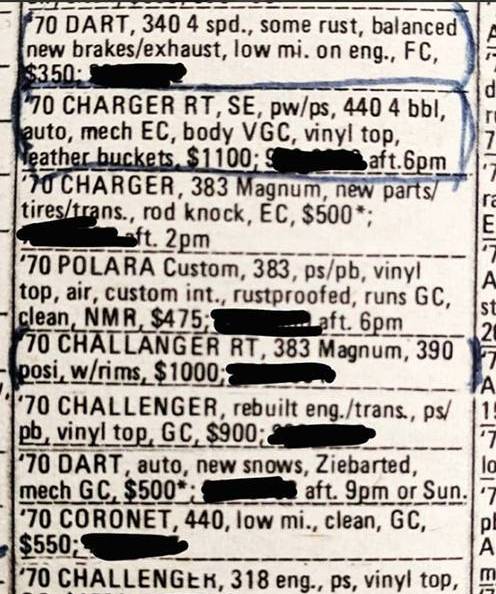 '70 DART, 340 4 spd., some rust, balanced
new brakes/exhaust, low mi. on eng., FC,
$350;
'70 CHARGER RT, SE, pw/ps, 440 4 bbl,
auto, mech EC, body VGC, vinyl top,
leather buckets, $1100; aft.6pm
'70 CHARGER, 383 Magnum, new parts/
tires/trans., rod knock, EC, $500*;
aft. 2pm
'70 POLARA Custom, 383, ps/pb, vinyl
top, air, custom int., rustproofed, runs GC,
clean, NMR, $475; aft. 6pm
'70 CHALLANGER RT, 383 Magnum, 390
posi, w/rims, $1000;
'70 CHALLENGER, rebuilt eng./trans., ps/
pb, vinyl top, GC, $900;
'70 DART, auto, new snows, Ziebarted,
mech GC, $500*; aft. 9pm or Sun.
'70 CORONET, 440, low mi., clean, GC,
$550;
'70 CHALLENGER, 318 eng., ps, vinyl top,